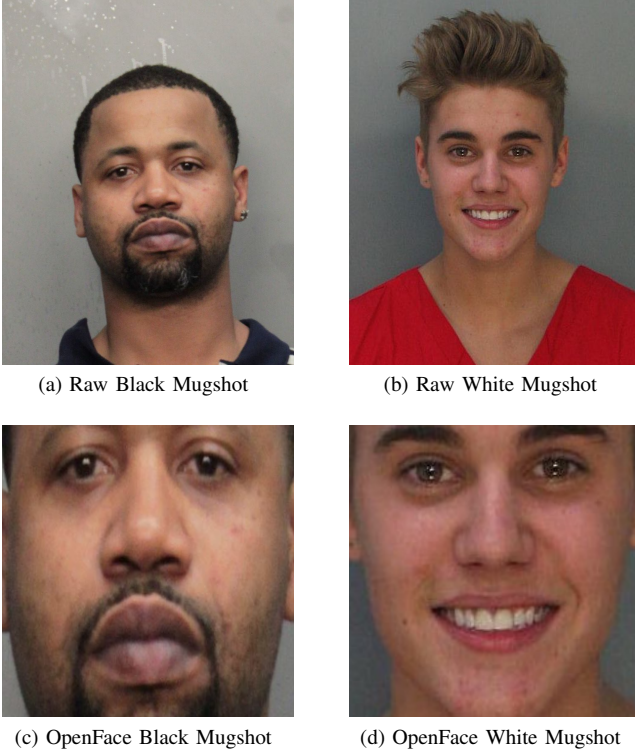 (a) Raw Black Mugshot
(b) Raw White Mugshot
(c) OpenFace Black Mugshot
(d) OpenFace White Mugshot